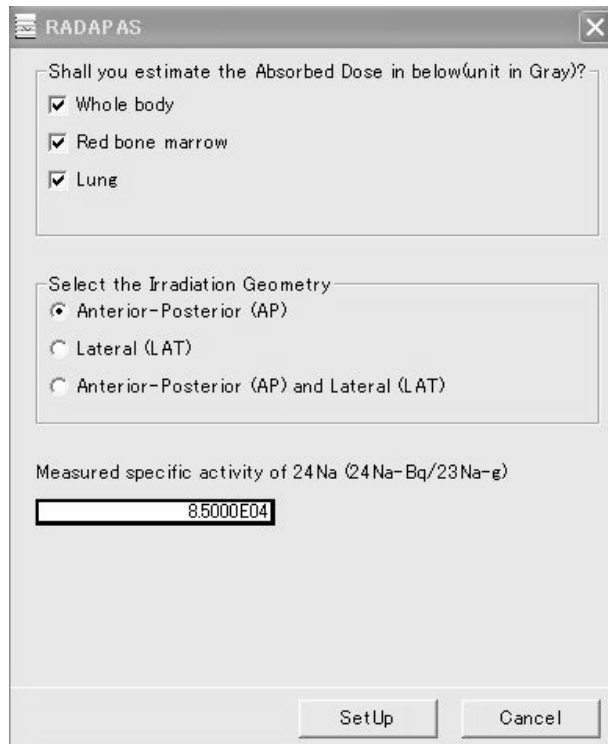 RADAPAS
Shall you estimate the Absorbed Dose in below(unit in Gray)?
Whole body
Red bone marrow
Lung
Select the Irradiation Geometry
Anterior-Posterior (AP)
Lateral (LAT)
Anterior-Posterior (AP) and Lateral (LAT)
Measured specific activity of 24Na (24Na-Bq/23Na-g)
8.5000E04
SetUp Cancel